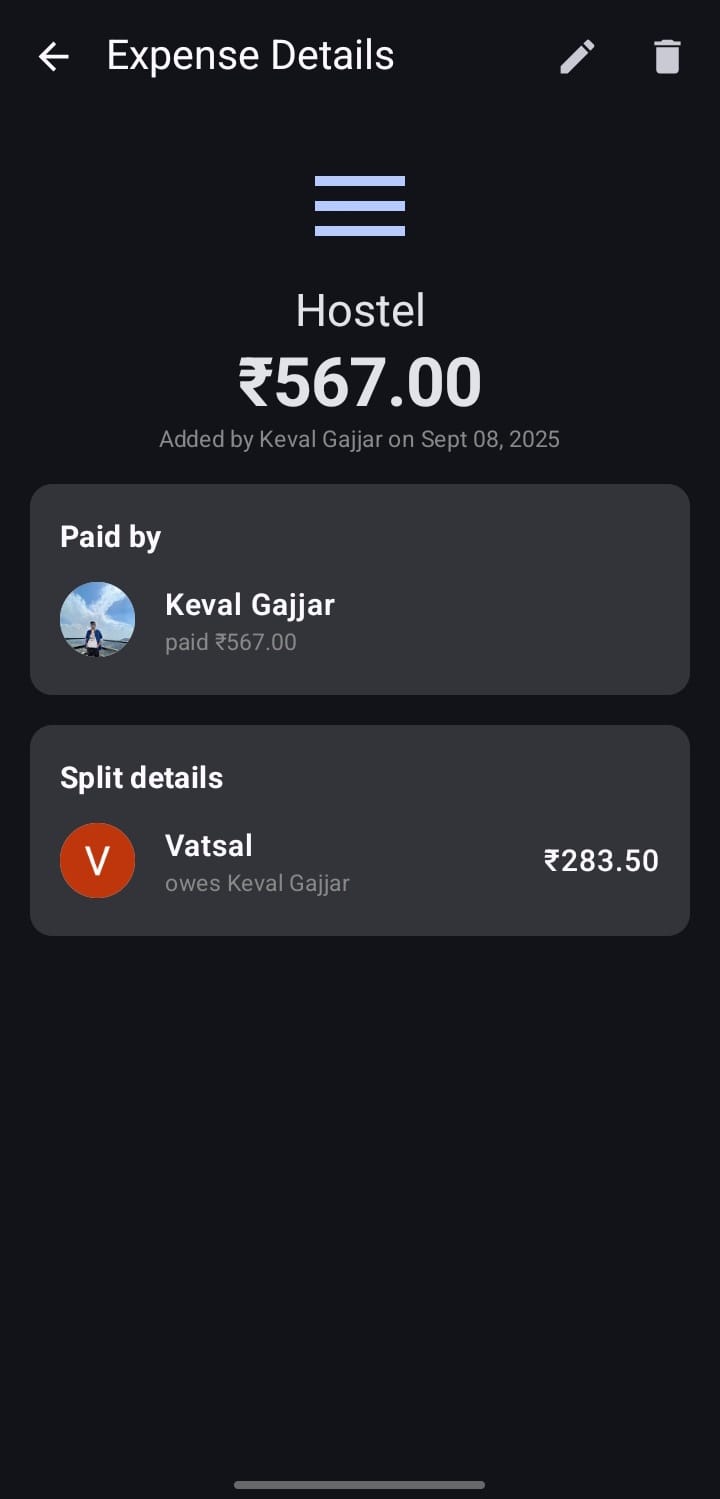 Expense Details
Hostel
₹567.00
Added by Keval Gajjar on Sept 08, 2025
Paid by
Keval Gajjar
paid ₹567.00
Split details
V
Vatsal
owes Keval Gajjar
₹283.50